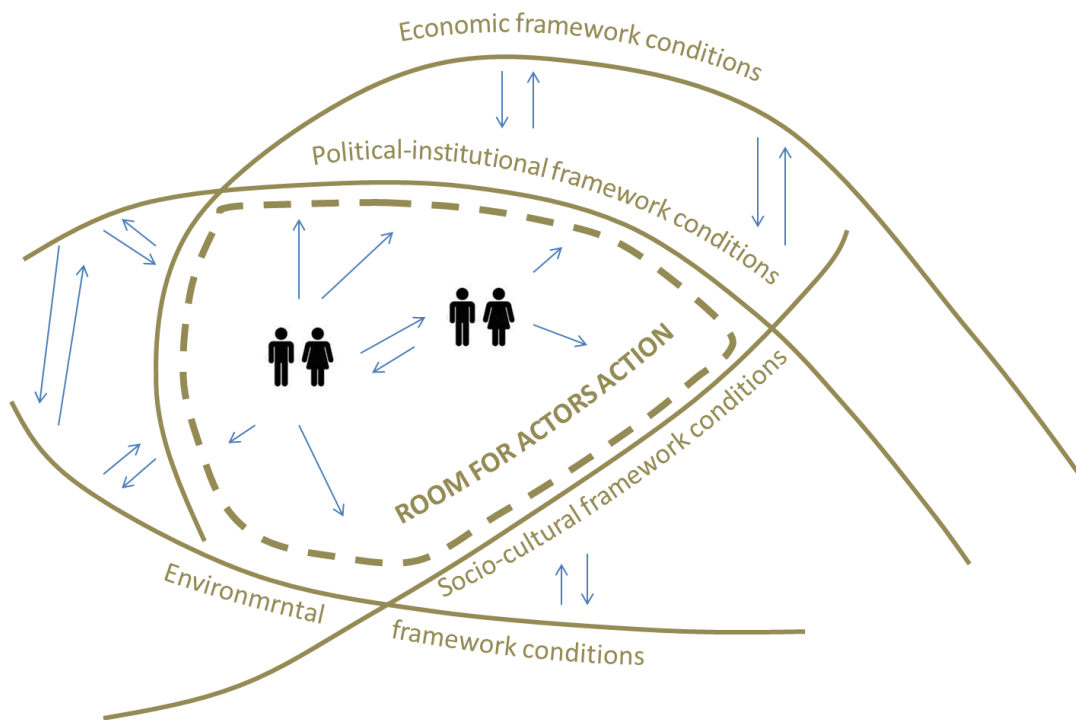 Economic framework conditions
Political-institutional framework conditions
ROOM FOR ACTORS ACTION
Socio-cultural framework conditions
Environmrntal framework conditions